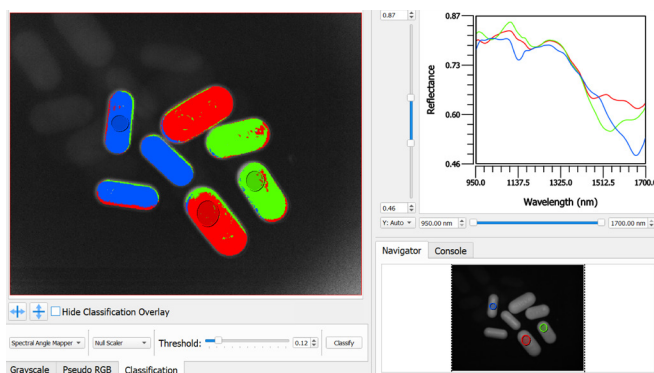 0.87
0.46
Y: Auto
950.00 nm
1700.00 nm
Reflectance
0.87
0.73
0.60
0.46
950.0
1137.5
1325.0
1512.5
1700.0
Wavelength (nm)
Navigator
Console
Hide Classification Overlay
Spectral Angle Mapper
Null Scaler
Threshold:
0.12
Classify
Grayscale
Pseudo RGB
Classification